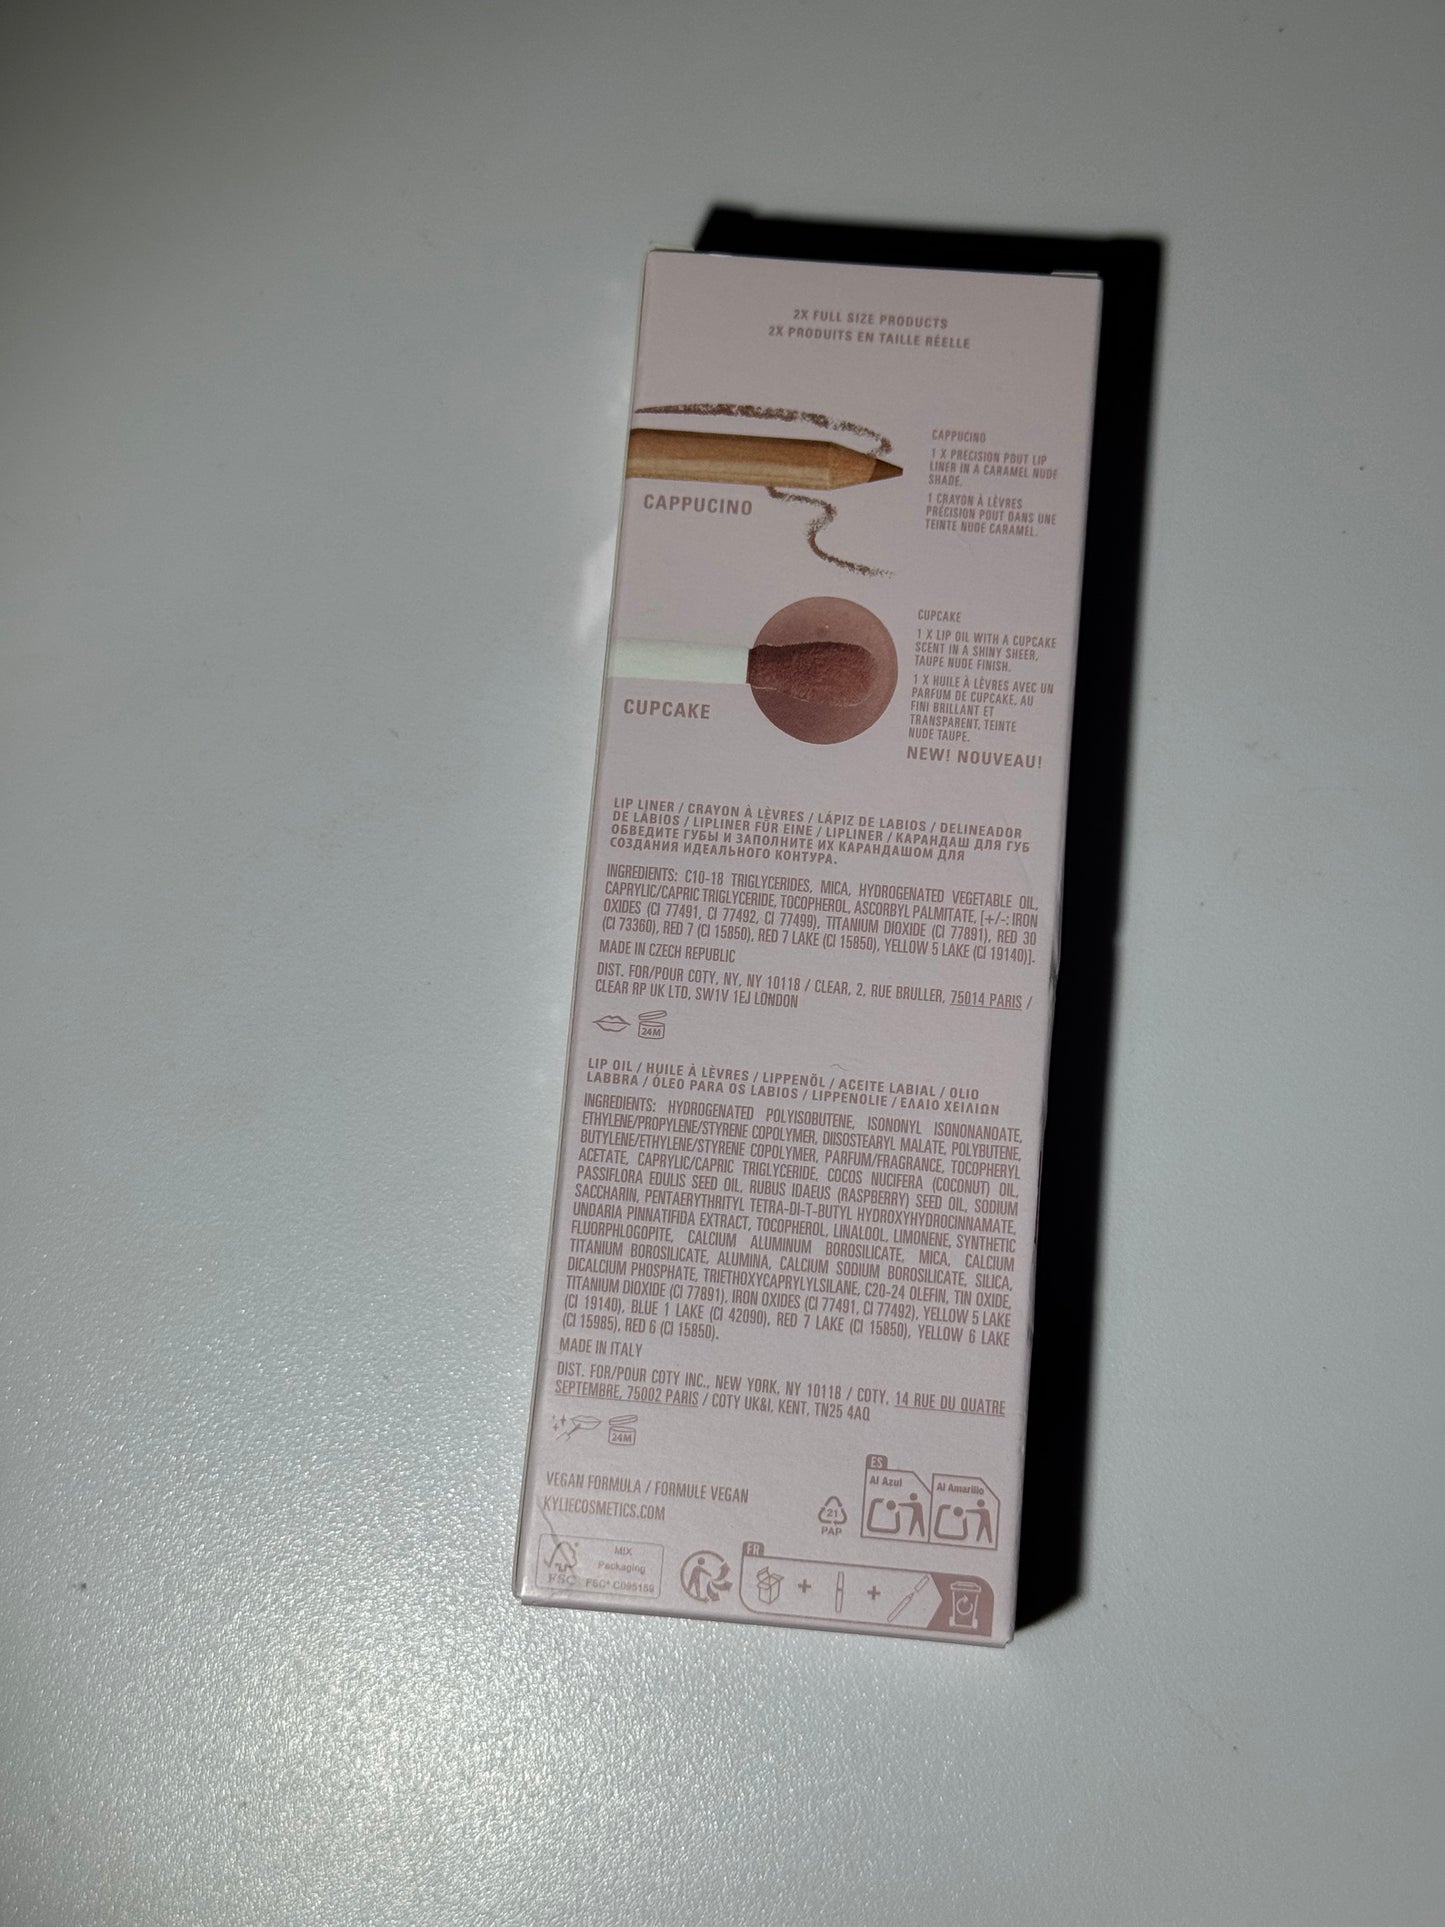 2X FULL SIZE PRODUCTS
2X PRODUITS EN TAILLE RÉELLE
CAPPUCINO
CAPPUCINO
1 X PRECISION POUT LIP
LINER IN A CARAMEL NUDE
SHADE.
1 CRAYON À LÈVRES
PRÉCISION POUT DANS UNE
TEINTE NUDE CARAMEL.
CUPCAKE
CUPCAKE
1 X LIP OIL WITH A CUPCAKE
SCENT IN A SHINY SHEER,
TAUPE NUDE FINISH.
1 X HUILE À LÈVRES AVEC UN
PARFUM DE CUPCAKE, AU
FINI BRILLANT ET
TRANSPARENT, TEINTE
NUDE TAUPE.
NEW! NOUVEAU!
LIP LINER / CRAYON À LÈVRES / LÁPIZ DE LABIOS / DELINEADOR
DE LÁBIOS / LIPLINER FÜR EINE / LIPLINER / КАРАНДАШ ДЛЯ ГУБ
ОБВЕДИТЕ ГУБЫ И ЗАПОЛНИТЕ ИХ КАРАНДАШОМ ДЛЯ
СОЗДАНИЯ ИДЕАЛЬНОГО КОНТУРА.
INGREDIENTS: C10-18 TRIGLYCERIDES, MICA, HYDROGENATED VEGETABLE OIL,
CAPRYLIC/CAPRIC TRIGLYCERIDE, TOCOPHEROL, ASCORBYL PALMITATE, [+/-: IRON
OXIDES (CI 77491, CI 77492, CI 77499), TITANIUM DIOXIDE (CI 77891), RED 30
(CI 73360), RED 7 (CI 15850), RED 7 LAKE (CI 15850), YELLOW 5 LAKE (CI 19140)].
MADE IN CZECH REPUBLIC
DIST. FOR/POUR COTY, NY, NY 10118 / CLEAR, 2, RUE BRULLER, 75014 PARIS /
CLEAR RP UK LTD, SW1V 1EJ LONDON
24M
LIP OIL / HUILE À LÈVRES / LIPPENÖL / ACEITE LABIAL / OLIO
LABBRA / ÓLEO PARA OS LABIOS / LIPPENOLIE / ΕΛΑΙΟ ΧΕΙΛΙΩΝ
INGREDIENTS: HYDROGENATED POLYISOBUTENE, ISONONYL ISONONANOATE,
ETHYLENE/PROPYLENE/STYRENE COPOLYMER, DIISOSTEARYL MALATE, POLYBUTENE,
BUTYLENE/ETHYLENE/STYRENE COPOLYMER, PARFUM/FRAGRANCE, TOCOPHERYL
ACETATE, CAPRYLIC/CAPRIC TRIGLYCERIDE, COCOS NUCIFERA (COCONUT) OIL,
PASSIFLORA EDULIS SEED OIL, RUBUS IDAEUS (RASPBERRY) SEED OIL, SODIUM
SACCHARIN, PENTAERYTHRITYL TETRA-DI-T-BUTYL HYDROXYHYDROCINNAMATE,
UNDARIA PINNATIFIDA EXTRACT, TOCOPHEROL, LINALOOL, LIMONENE, SYNTHETIC
FLUORPHLOGOPITE, CALCIUM ALUMINUM BOROSILICATE, MICA, CALCIUM
TITANIUM BOROSILICATE, ALUMINA, CALCIUM SODIUM BOROSILICATE, SILICA,
DICALCIUM PHOSPHATE, TRIETHOXYCAPRYLYLSILANE, C20-24 OLEFIN, TIN OXIDE,
TITANIUM DIOXIDE (CI 77891), IRON OXIDES (CI 77491, CI 77492), YELLOW 5 LAKE
(CI 19140), BLUE 1 LAKE (CI 42090), RED 7 LAKE (CI 15850), YELLOW 6 LAKE
(CI 15985), RED 6 (CI 15850).
MADE IN ITALY
DIST. FOR/POUR COTY INC., NEW YORK, NY 10118 / COTY, 14 RUE DU QUATRE
SEPTEMBRE, 75002 PARIS / COTY UK&I, KENT, TN25 4AQ
24M
VEGAN FORMULA / FORMULE VEGAN
KYLIECOSMETICS.COM
21
PAP
ES
Al Azul
Al Amarillo
MIX
Packaging
FSC
FSC® C095159
FR